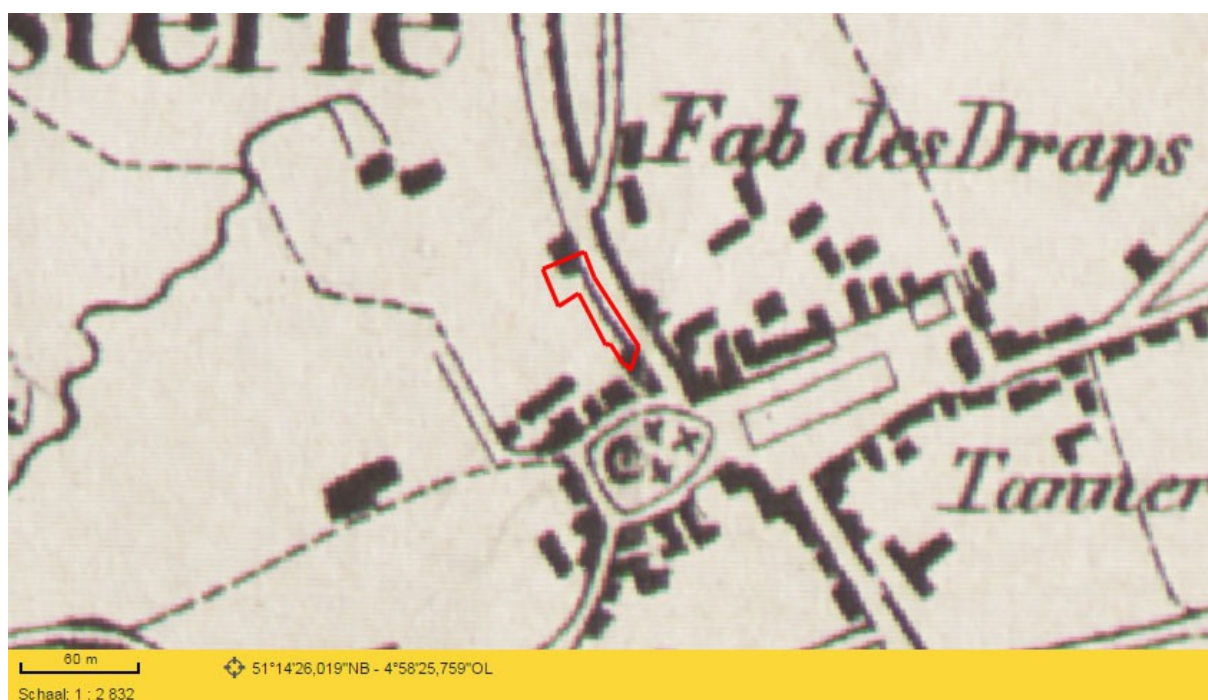 sterie
Fab des Draps
Tanner
60 m
51°14'26,019"NB - 4°58'25,759"OL
Schaal: 1 : 2 832